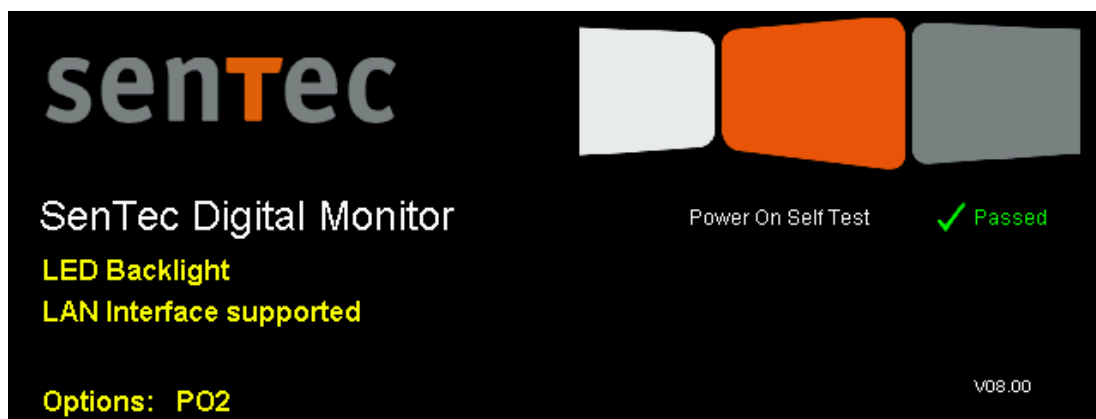 senTec
SenTec Digital Monitor
Power On Self Test ✓ Passed
LED Backlight
LAN Interface supported
Options: PO2
V08.00